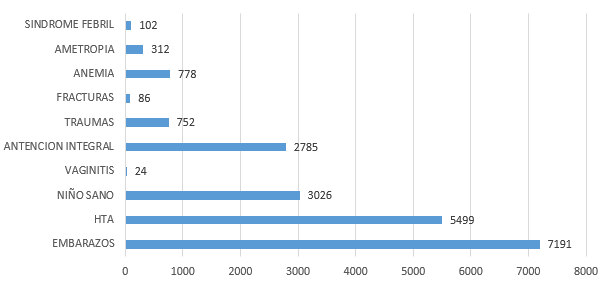 SINDROME FEBRIL 102
AMETROPIA 312
ANEMIA 778
FRACTURAS 86
TRAUMAS 752
ANTENCION INTEGRAL 2785
VAGINITIS 24
NIÑO SANO 3026
HTA 5499
EMBARAZOS 7191
0 1000 2000 3000 4000 5000 6000 7000 8000